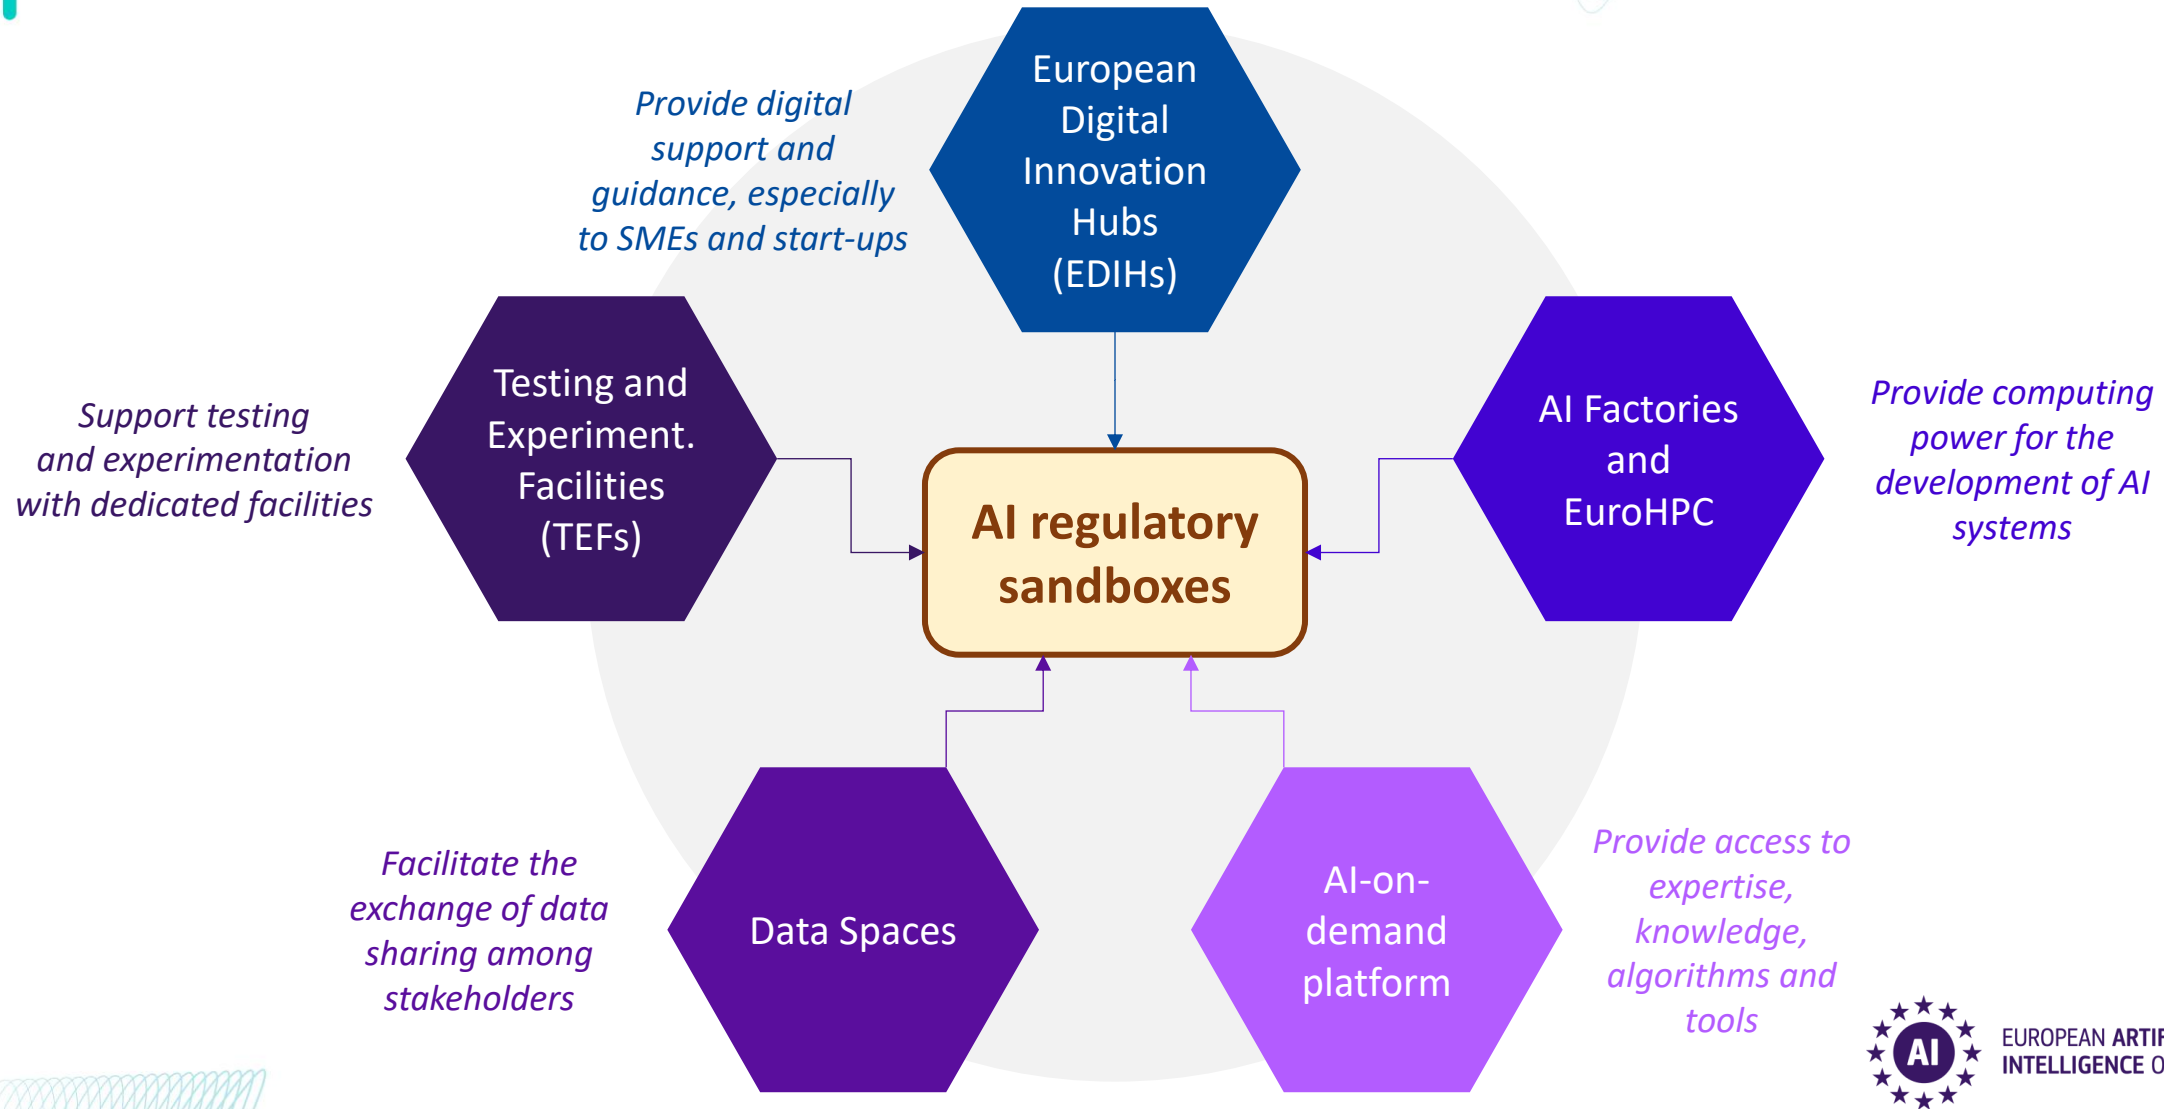 European
Digital
Innovation
Hubs
(EDIHs)
Provide digital
support and
guidance, especially
to SMEs and start-ups
Testing and
Experiment.
Facilities
(TEFs)
Support testing
and experimentation
with dedicated facilities
AI Factories
and
EuroHPC
Provide computing
power for the
development of AI
systems
AI regulatory
sandboxes
Data Spaces
Facilitate the
exchange of data
sharing among
stakeholders
AI-on-
demand
platform
Provide access to
expertise,
knowledge,
algorithms and
tools
AI
EUROPEAN
INTELLIGENCE